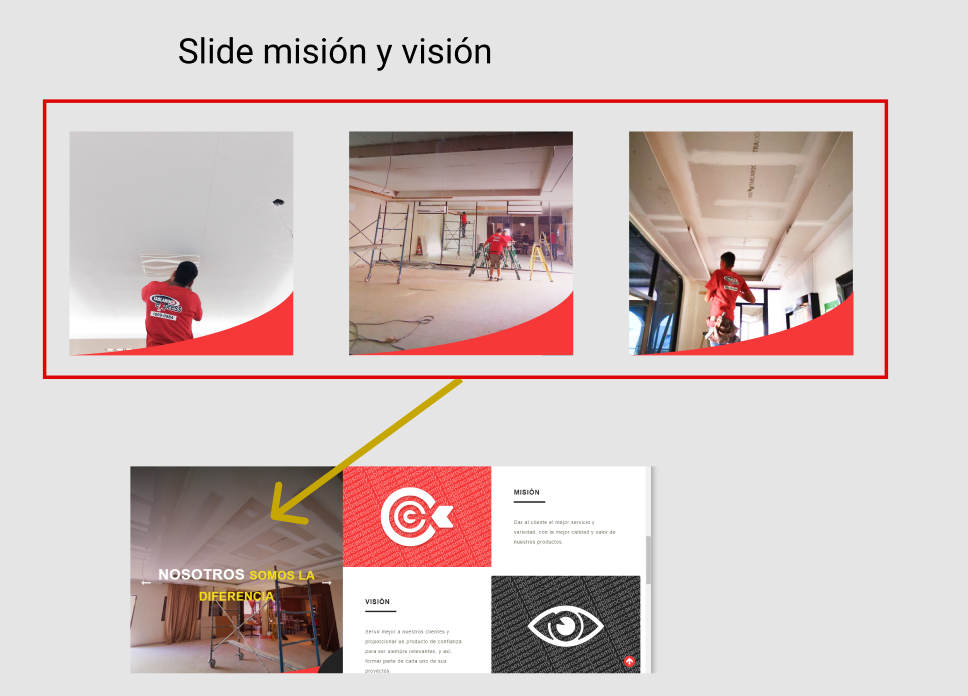 Slide misión y visión
EXPRESS
NOSOTROS SOMOS LA
DIFERENCIA
MISIÓN
Dar al cliente el mejor servicio y
variedad, con la mejor calidad y valor de
nuestros productos.
VISIÓN
Servir mejor a nuestros clientes y
proporcionar un producto de confianza
para ser siempre relevantes, y así,
formar parte de cada uno de sus
proyectos.